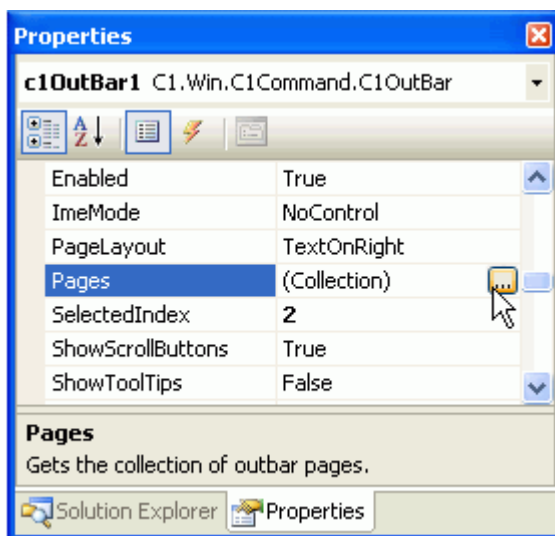 Properties
c1OutBar1 C1.Win.C1Command.C1OutBar
A
Z
Enabled True
ImeMode NoControl
PageLayout TextOnRight
Pages (Collection) ...
SelectedIndex 2
ShowScrollButtons True
ShowToolTips False
Pages
Gets the collection of outbar pages.
Solution Explorer Properties